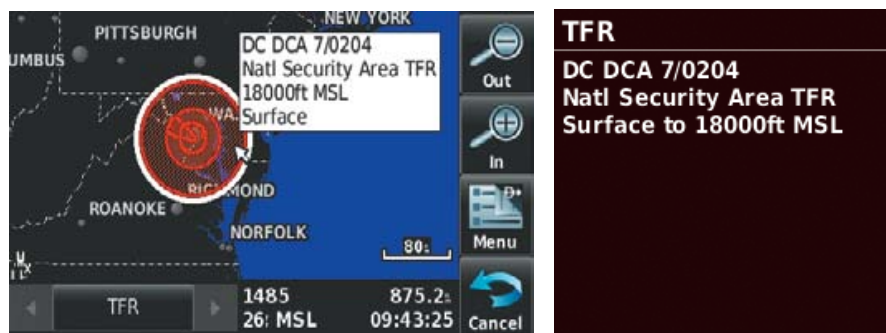 NEW YORK
PITTSBURGH
UMBUS
DC DCA 7/0204
Natl Security Area TFR
18000ft MSL
Surface
WA
RICHMOND
ROANOKE
NORFOLK
80
Out
In
Menu
Cancel
TFR
1485
875.2
26 MSL
09:43:25
TFR
DC DCA 7/0204
Natl Security Area TFR
Surface to 18000ft MSL